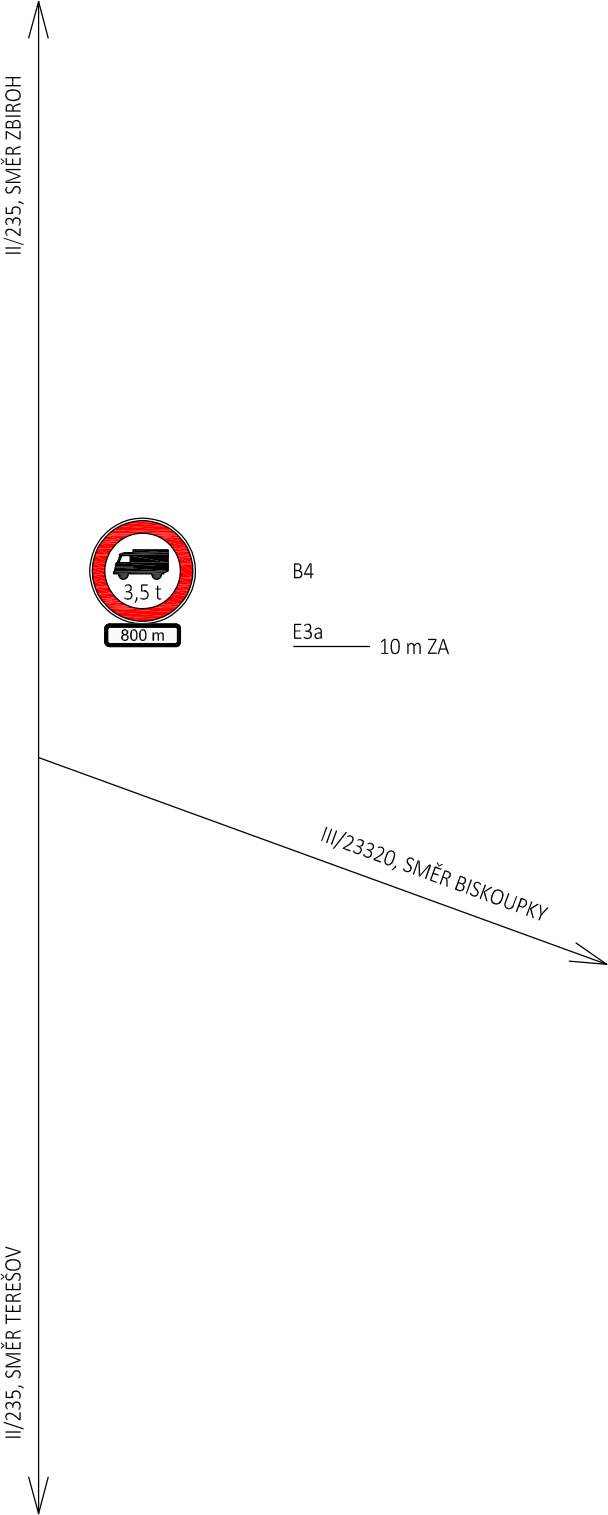 II/235, SMĚR ZBIROH
3,5 t
800 m
B4
E3a
10 m ZA
III/23320, SMĚR BISKOUPKY
II/235, SMĚR TEREŠOV